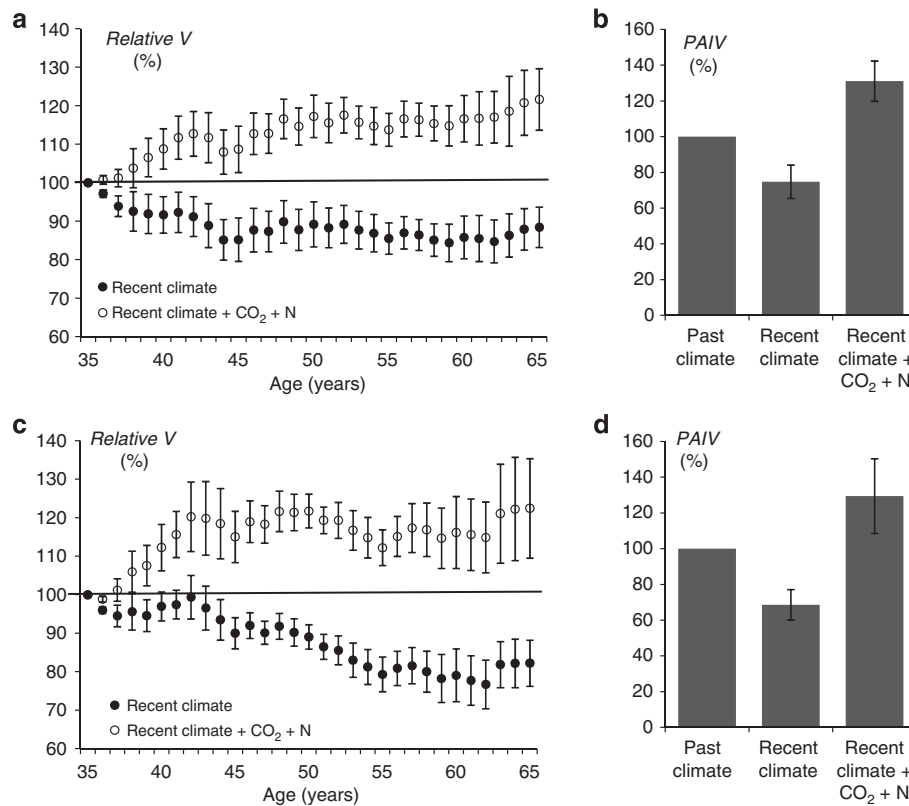 a
Relative V
(%)
140
130
120
110
100
90
80
70
60
Recent climate
Recent climate + CO₂ + N
35 40 45 50 55 60 65
Age (years)
b
PAIV
(%)
160
140
120
100
80
60
40
20
0
Past climate
Recent climate
Recent climate + CO₂ + N
c
Relative V
(%)
140
130
120
110
100
90
80
70
60
Recent climate
Recent climate + CO₂ + N
35 40 45 50 55 60 65
Age (years)
d
PAIV
(%)
160
140
120
100
80
60
40
20
0
Past climate
Recent climate
Recent climate + CO₂ + N